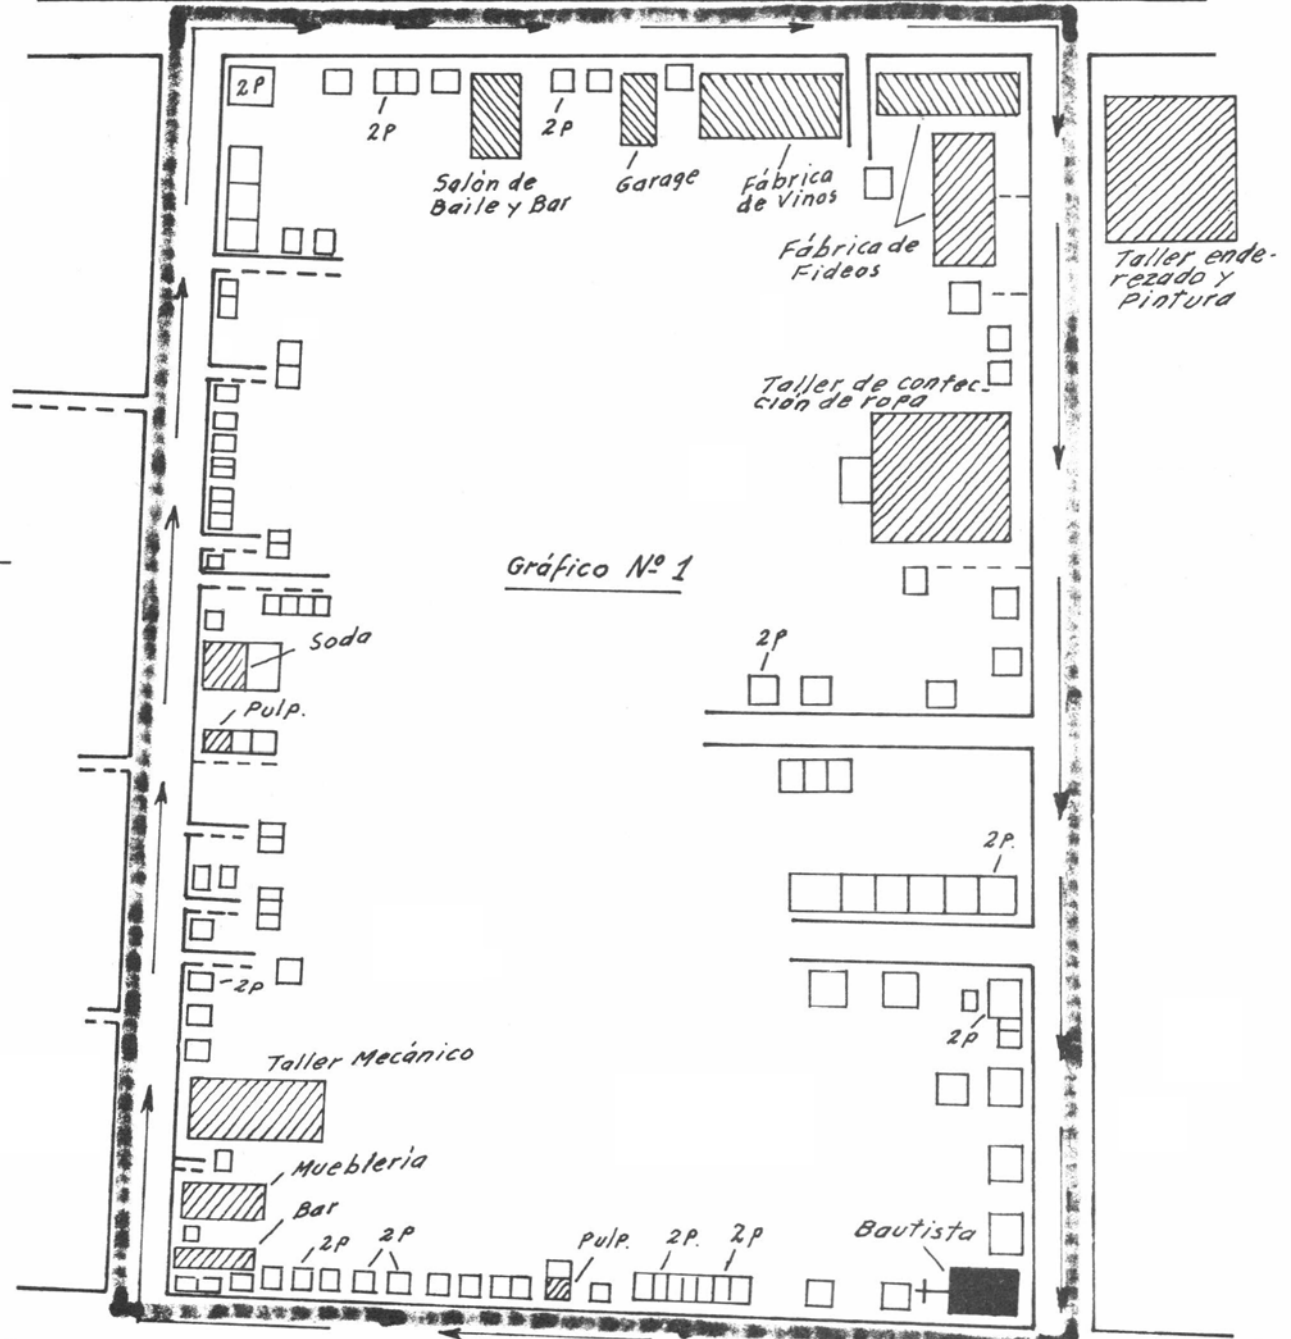 2P
2P
2P
Salón de
Baile y Bar
Garage
Fábrica
de Vinos
Fábrica de
Fideos
Taller ende-
rezado y
Pintura
Taller de confec-
ción de ropa
Gráfico Nº 1
Soda
Pulp.
2P
2P.
2P
2P
Taller Mecánico
Mueblería
Bar
2P
2P
Pulp.
2P.
2P
Bautista